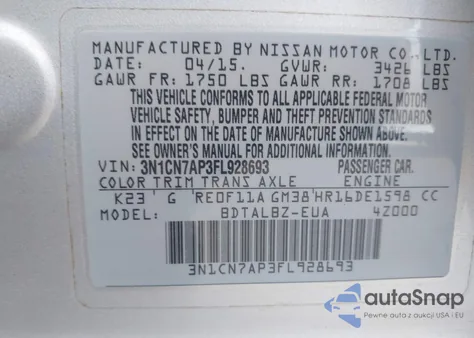 MANUFACTURED BY NISSAN MOTOR CO.,LTD.
DATE: 04/15. GVWR: 3426 LBS
GAWR FR: 1750 LBS GAWR RR: 1708 LBS
THIS VEHICLE CONFORMS TO ALL APPLICABLE FEDERAL MOTOR
VEHICLE SAFETY, BUMPER AND THEFT PREVENTION STANDARDS
IN EFFECT ON THE DATE OF MANUFACTURE SHOWN ABOVE.
SEE OWNER'S MANUAL FOR ADDITIONAL INFORMATION.
VIN: 3N1CN7AP3FL928693 PASSENGER CAR.
COLOR TRIM TRANS AXLE ENGINE
K23 G RE0F11A GM38 HR16DE1598 CC
MODEL: BDTALBZ-EUA 4Z000
3N1CN7AP3FL928693
autoSnap
Pewne auta z aukcji USA i EU